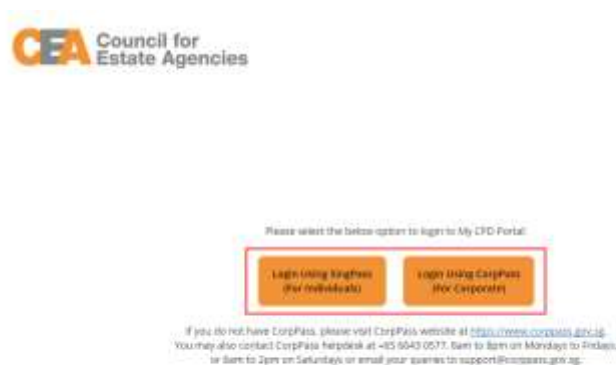 CEA Council for
Estate Agencies
Please select the below option to login to My CPD Portal
Login Using SingPass
(For Individuals)
Login Using CorpPass
(For Corporate)
If you do not have CorpPass, please visit CorpPass website at https://www.corppass.gov.sg.
You may also contact CorpPass helpdesk at +65 6643 0577, 8am to 8pm on Mondays to Fridays
or 8am to 2pm on Saturdays or email your queries to support@corppass.gov.sg.